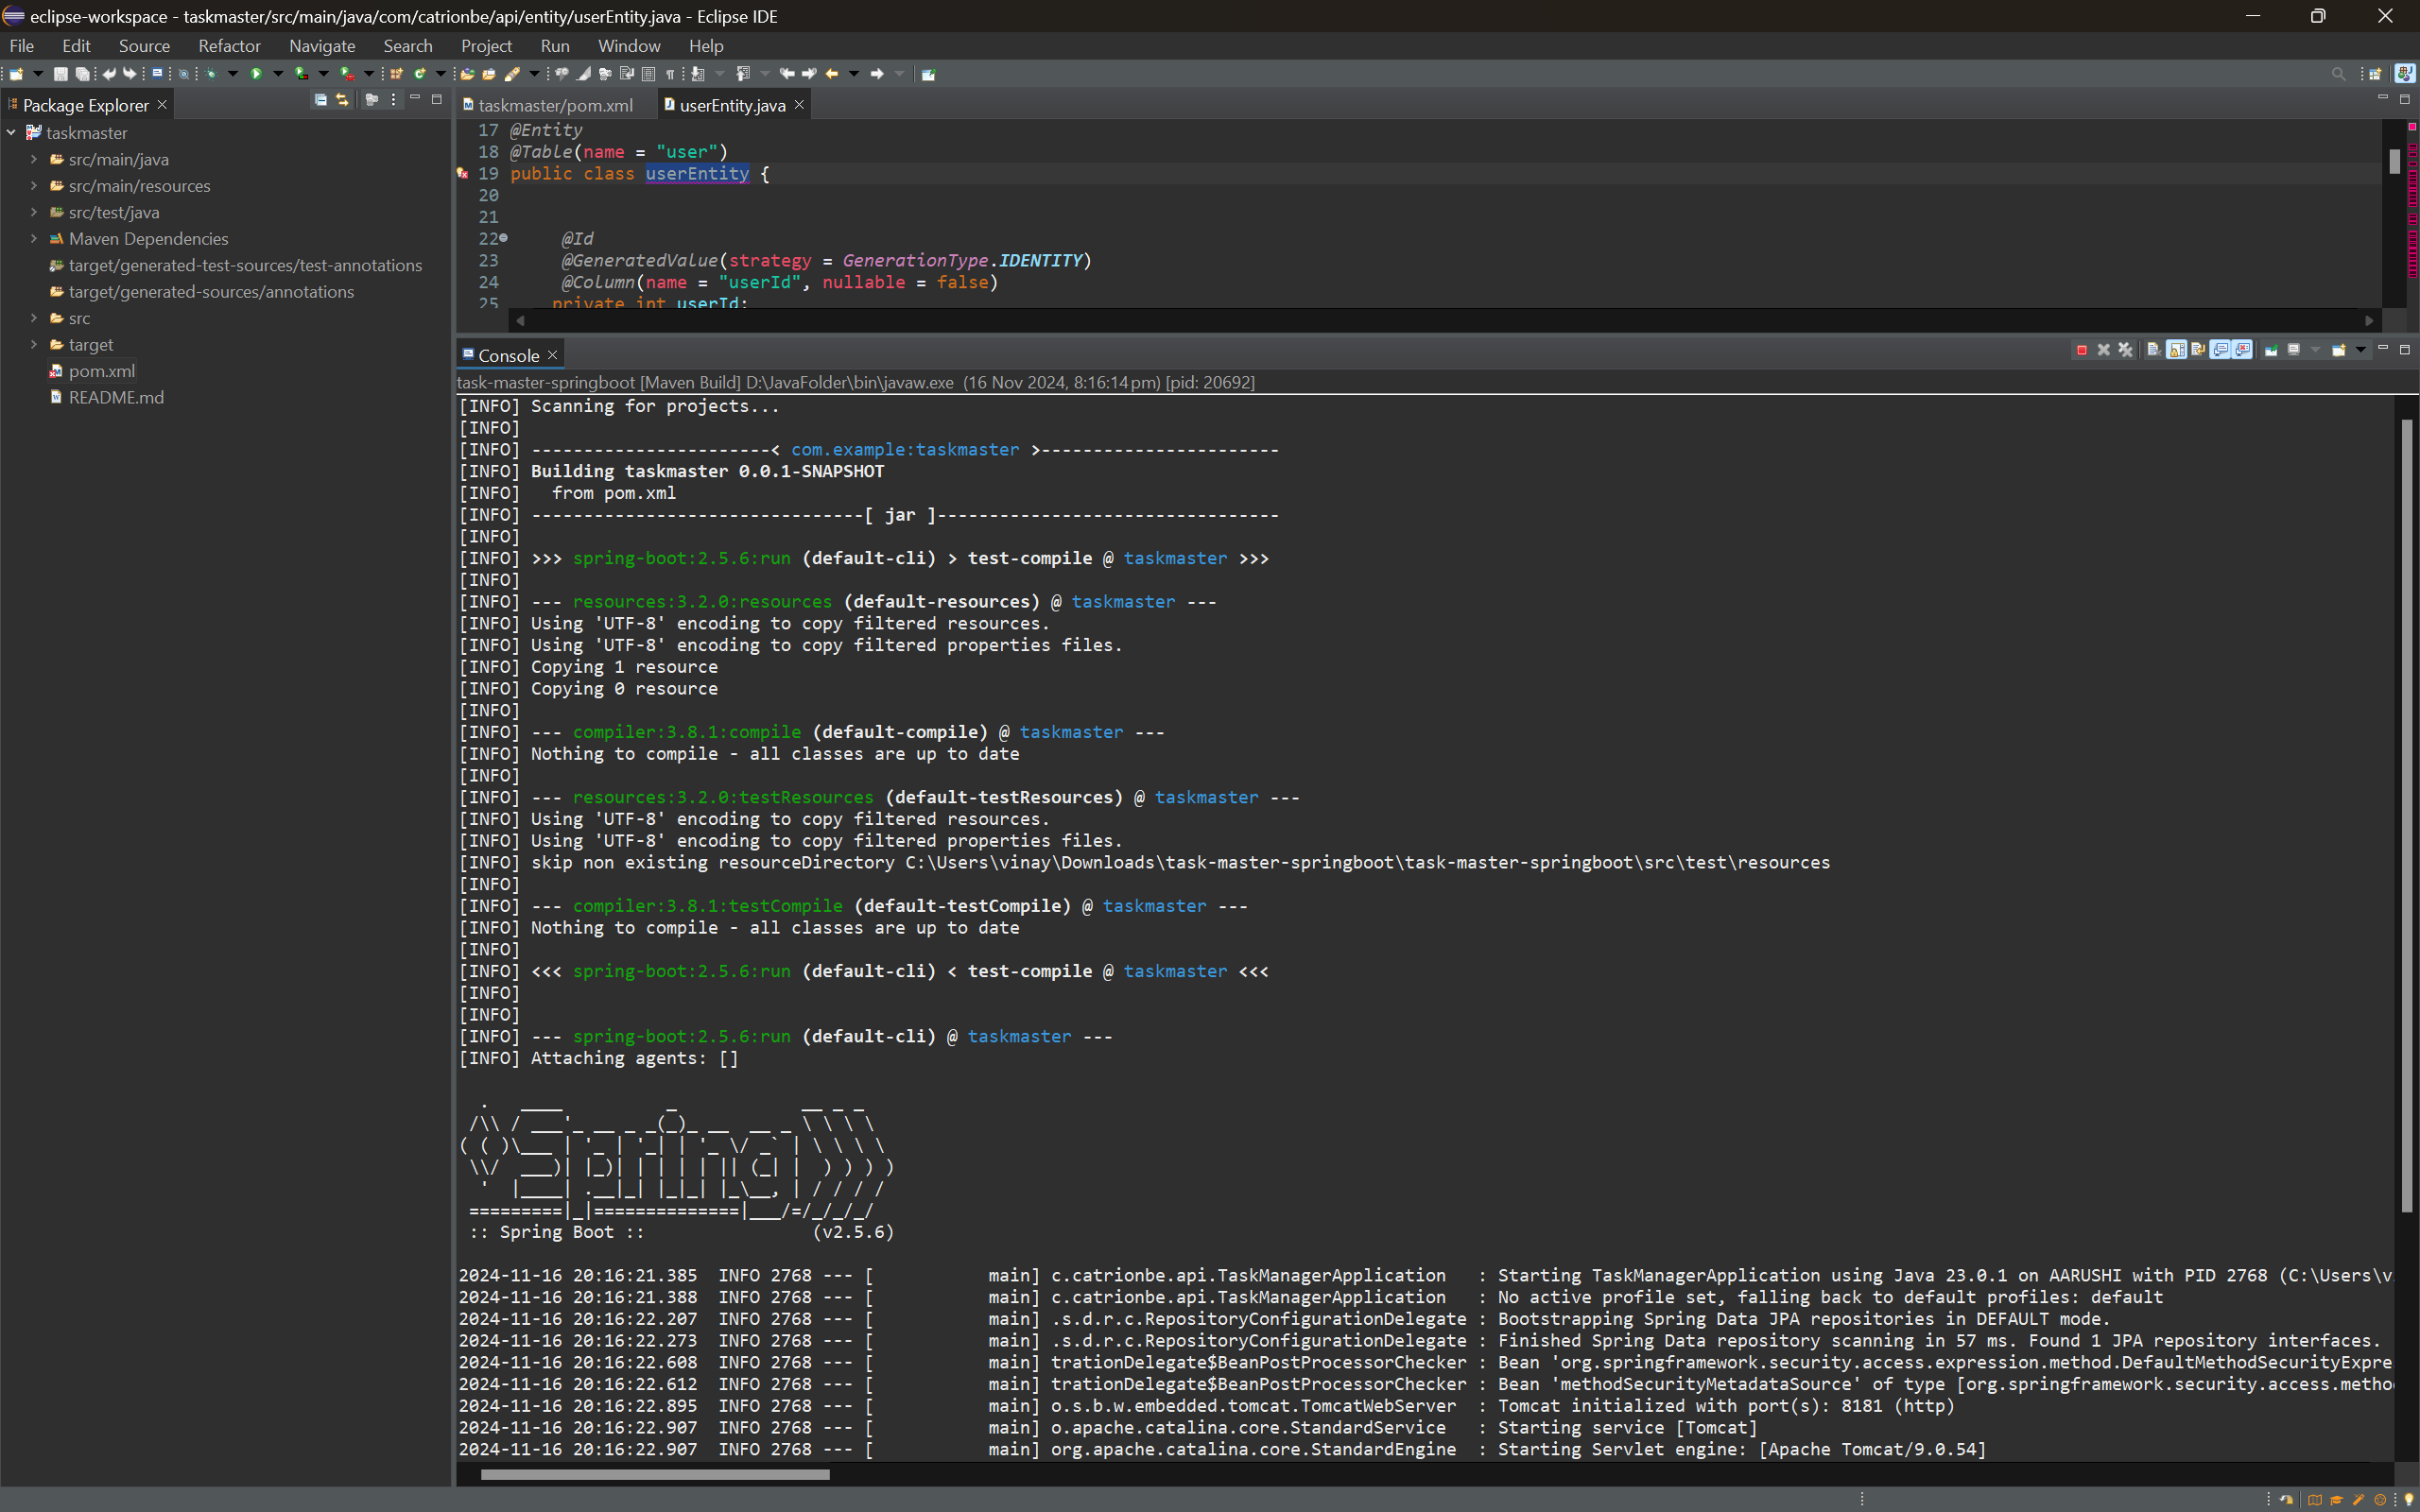 eclipse-workspace - taskmaster/src/main/java/com/catrionbe/api/entity/userEntity.java - Eclipse IDE
File Edit Source Refactor Navigate Search Project Run Window Help
Package Explorer
taskmaster
src/main/java
src/main/resources
src/test/java
Maven Dependencies
target/generated-test-sources/test-annotations
target/generated-sources/annotations
src
target
pom.xml
README.md
taskmaster/pom.xml userEntity.java
17 @Entity
18 @Table(name = "user")
19 public class userEntity {
20
21
22 @Id
23 @GeneratedValue(strategy = GenerationType.IDENTITY)
24 @Column(name = "userId", nullable = false)
25 private int userId;
Console
task-master-springboot [Maven Build] D:\JavaFolder\bin\javaw.exe (16 Nov 2024, 8:16:14 pm) [pid: 20692]
[INFO] Scanning for projects...
[INFO]
[INFO] -----------------------< com.example:taskmaster >-----------------------
[INFO] Building taskmaster 0.0.1-SNAPSHOT
[INFO]   from pom.xml
[INFO] --------------------------------[ jar ]---------------------------------
[INFO]
[INFO] >>> spring-boot:2.5.6:run (default-cli) > test-compile @ taskmaster >>>
[INFO]
[INFO] --- resources:3.2.0:resources (default-resources) @ taskmaster ---
[INFO] Using 'UTF-8' encoding to copy filtered resources.
[INFO] Using 'UTF-8' encoding to copy filtered properties files.
[INFO] Copying 1 resource
[INFO] Copying 0 resource
[INFO]
[INFO] --- compiler:3.8.1:compile (default-compile) @ taskmaster ---
[INFO] Nothing to compile - all classes are up to date
[INFO]
[INFO] --- resources:3.2.0:testResources (default-testResources) @ taskmaster ---
[INFO] Using 'UTF-8' encoding to copy filtered resources.
[INFO] Using 'UTF-8' encoding to copy filtered properties files.
[INFO] skip non existing resourceDirectory C:\Users\vinay\Downloads\task-master-springboot\task-master-springboot\src\test\resources
[INFO]
[INFO] --- compiler:3.8.1:testCompile (default-testCompile) @ taskmaster ---
[INFO] Nothing to compile - all classes are up to date
[INFO]
[INFO] <<< spring-boot:2.5.6:run (default-cli) < test-compile @ taskmaster <<<
[INFO]
[INFO]
[INFO] --- spring-boot:2.5.6:run (default-cli) @ taskmaster ---
[INFO] Attaching agents: []
Spring
:: Spring Boot :: (v2.5.6)
2024-11-16 20:16:21.385 INFO 2768 --- [ main] c.catrionbe.api.TaskManagerApplication : Starting TaskManagerApplication using Java 23.0.1 on AARUSHI with PID 2768 (C:\Users\v
2024-11-16 20:16:21.388 INFO 2768 --- [ main] c.catrionbe.api.TaskManagerApplication : No active profile set, falling back to default profiles: default
2024-11-16 20:16:22.207 INFO 2768 --- [ main] .s.d.r.c.RepositoryConfigurationDelegate : Bootstrapping Spring Data JPA repositories in DEFAULT mode.
2024-11-16 20:16:22.273 INFO 2768 --- [ main] .s.d.r.c.RepositoryConfigurationDelegate : Finished Spring Data repository scanning in 57 ms. Found 1 JPA repository interfaces.
2024-11-16 20:16:22.608 INFO 2768 --- [ main] trationDelegate$BeanPostProcessorChecker : Bean 'org.springframework.security.access.expression.method.DefaultMethodSecurityExpre
2024-11-16 20:16:22.612 INFO 2768 --- [ main] trationDelegate$BeanPostProcessorChecker : Bean 'methodSecurityMetadataSource' of type [org.springframework.security.access.metho
2024-11-16 20:16:22.895 INFO 2768 --- [ main] o.s.b.w.embedded.tomcat.TomcatWebServer : Tomcat initialized with port(s): 8181 (http)
2024-11-16 20:16:22.907 INFO 2768 --- [ main] o.apache.catalina.core.StandardService : Starting service [Tomcat]
2024-11-16 20:16:22.907 INFO 2768 --- [ main] org.apache.catalina.core.StandardEngine : Starting Servlet engine: [Apache Tomcat/9.0.54]